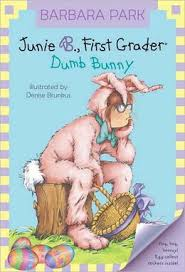 BARBARA PARK
Junie B., First Grader
Dumb Bunny
illustrated by
Denise Brunkus